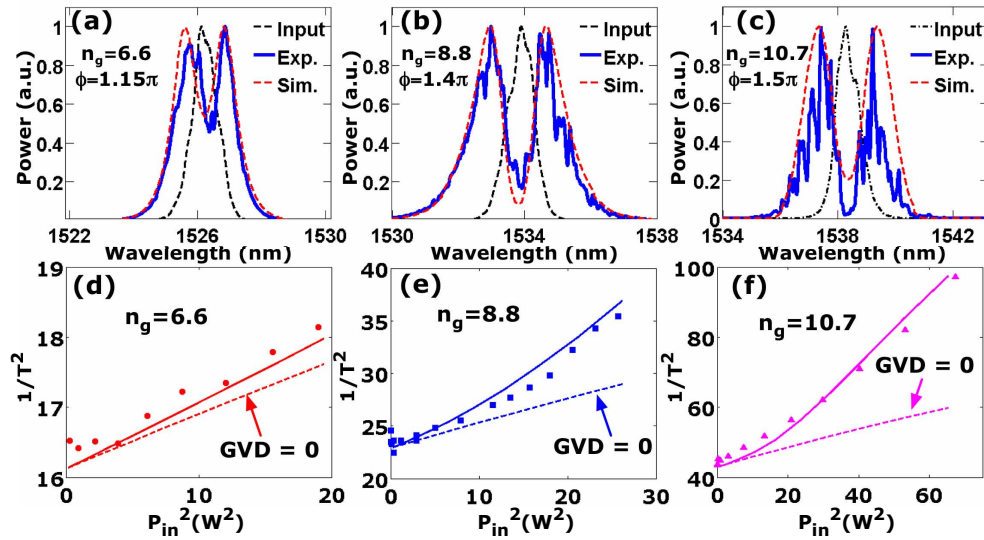 (a)
n_g=6.6
ϕ=1.15π
Input
Exp.
Sim.
Power (a.u.)
1
0.8
0.6
0.4
0.2
1522
1526
1530
Wavelength (nm)
(b)
n_g=8.8
ϕ=1.4π
Input
Exp.
Sim.
Power (a.u.)
1
0.8
0.6
0.4
0.2
1530
1534
1538
Wavelength (nm)
(c)
n_g=10.7
ϕ=1.5π
Input
Exp.
Sim.
Power (a.u.)
1
0.8
0.6
0.4
0.2
0
1534
1538
1542
Wavelength (nm)
(d)
n_g=6.6
GVD = 0
1/T^2
19
18
17
16
0
10
20
P_in^2(W^2)
(e)
n_g=8.8
GVD = 0
1/T^2
40
35
30
25
20
0
10
20
30
P_in^2(W^2)
(f)
n_g=10.7
GVD = 0
1/T^2
100
80
60
40
0
20
40
60
P_in^2(W^2)